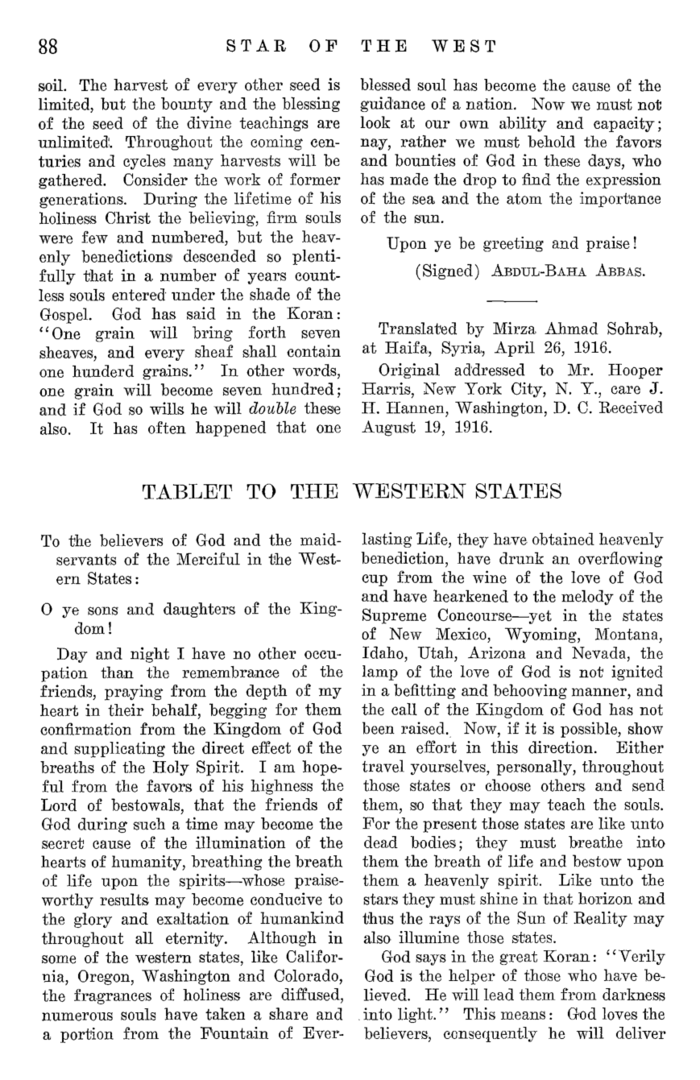 88
STAR OF THE WEST
soil. The harvest of every other seed is
limited, but the bounty and the blessing
of the seed of the divine teachings are
unlimited. Throughout the coming cen-
turies and cycles many harvests will be
gathered. Consider the work of former
generations. During the lifetime of his
holiness Christ the believing, firm souls
were few and numbered, but the heav-
enly benedictions descended so plenti-
fully that in a number of years count-
less souls entered under the shade of the
Gospel. God has said in the Koran:
“One grain will bring forth seven
sheaves, and every sheaf shall contain
one hunderd grains.” In other words,
one grain will become seven hundred;
and if God so wills he will double these
also. It has often happened that one
blessed soul has become the cause of the
guidance of a nation. Now we must not
look at our own ability and capacity;
nay, rather we must behold the favors
and bounties of God in these days, who
has made the drop to find the expression
of the sea and the atom the importance
of the sun.
Upon ye be greeting and praise!
(Signed) ABDUL-BAHA ABBAS.
Translated by Mirza Ahmad Sohrab,
at Haifa, Syria, April 26, 1916.
Original addressed to Mr. Hooper
Harris, New York City, N. Y., care J.
H. Hannen, Washington, D. C. Received
August 19, 1916.
TABLET TO THE WESTERN STATES
To the believers of God and the maid-
servants of the Merciful in the West-
ern States:
O ye sons and daughters of the King-
dom!
Day and night I have no other occu-
pation than the remembrance of the
friends, praying from the depth of my
heart in their behalf, begging for them
confirmation from the Kingdom of God
and supplicating the direct effect of the
breaths of the Holy Spirit. I am hope-
ful from the favors of his highness the
Lord of bestowals, that the friends of
God during such a time may become the
secret cause of the illumination of the
hearts of humanity, breathing the breath
of life upon the spirits—whose praise-
worthy results may become conducive to
the glory and exaltation of humankind
throughout all eternity. Although in
some of the western states, like Califor-
nia, Oregon, Washington and Colorado,
the fragrances of holiness are diffused,
numerous souls have taken a share and
a portion from the Fountain of Ever-
lasting Life, they have obtained heavenly
benediction, have drunk an overflowing
cup from the wine of the love of God
and have hearkened to the melody of the
Supreme Concourse—yet in the states
of New Mexico, Wyoming, Montana,
Idaho, Utah, Arizona and Nevada, the
lamp of the love of God is not ignited
in a befitting and behooving manner, and
the call of the Kingdom of God has not
been raised. Now, if it is possible, show
ye an effort in this direction. Either
travel yourselves, personally, throughout
those states or choose others and send
them, so that they may teach the souls.
For the present those states are like unto
dead bodies; they must breathe into
them the breath of life and bestow upon
them a heavenly spirit. Like unto the
stars they must shine in that horizon and
thus the rays of the Sun of Reality may
also illumine those states.
God says in the great Koran: “Verily
God is the helper of those who have be-
lieved. He will lead them from darkness
into light.” This means: God loves the
believers, consequently he will deliver